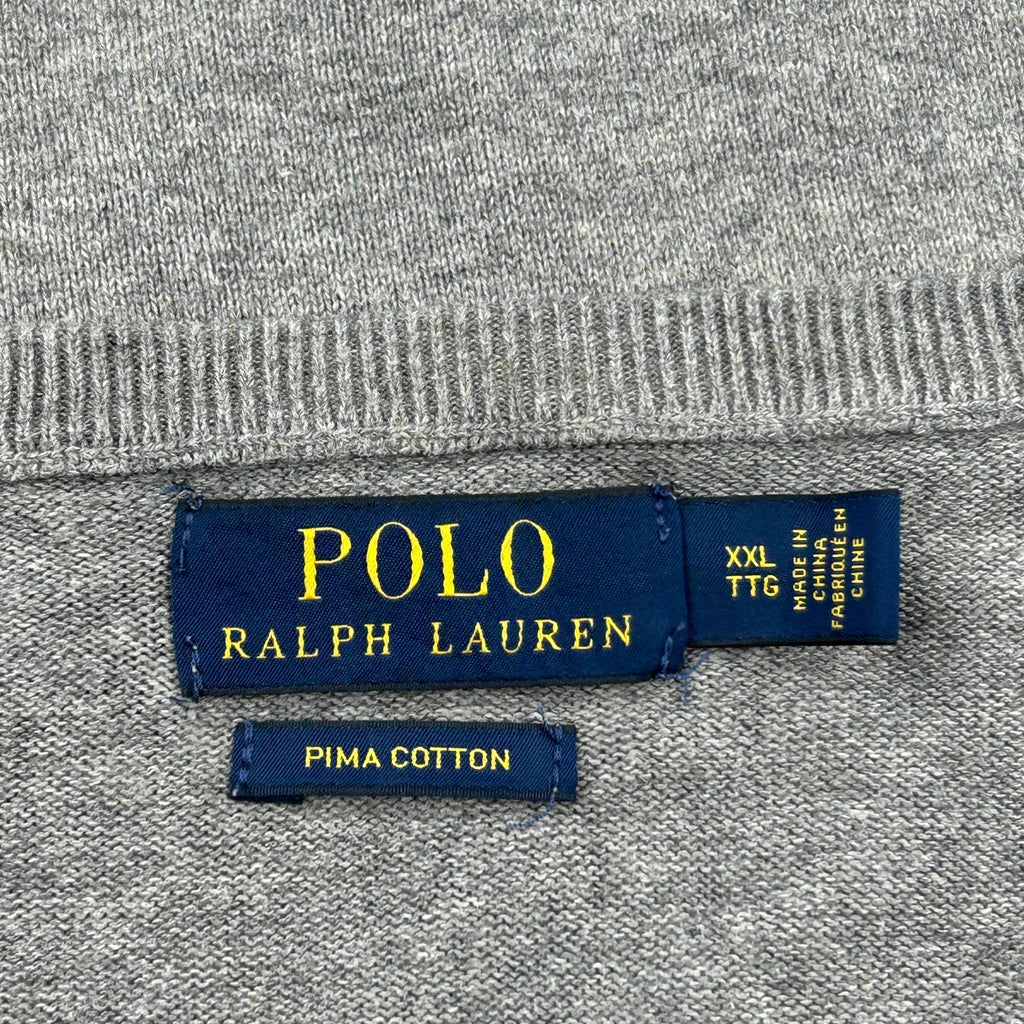 POLO
RALPH LAUREN
XXL
TTG
MADE IN
CHINA
FABRIQUÉ EN
CHINE
PIMA COTTON